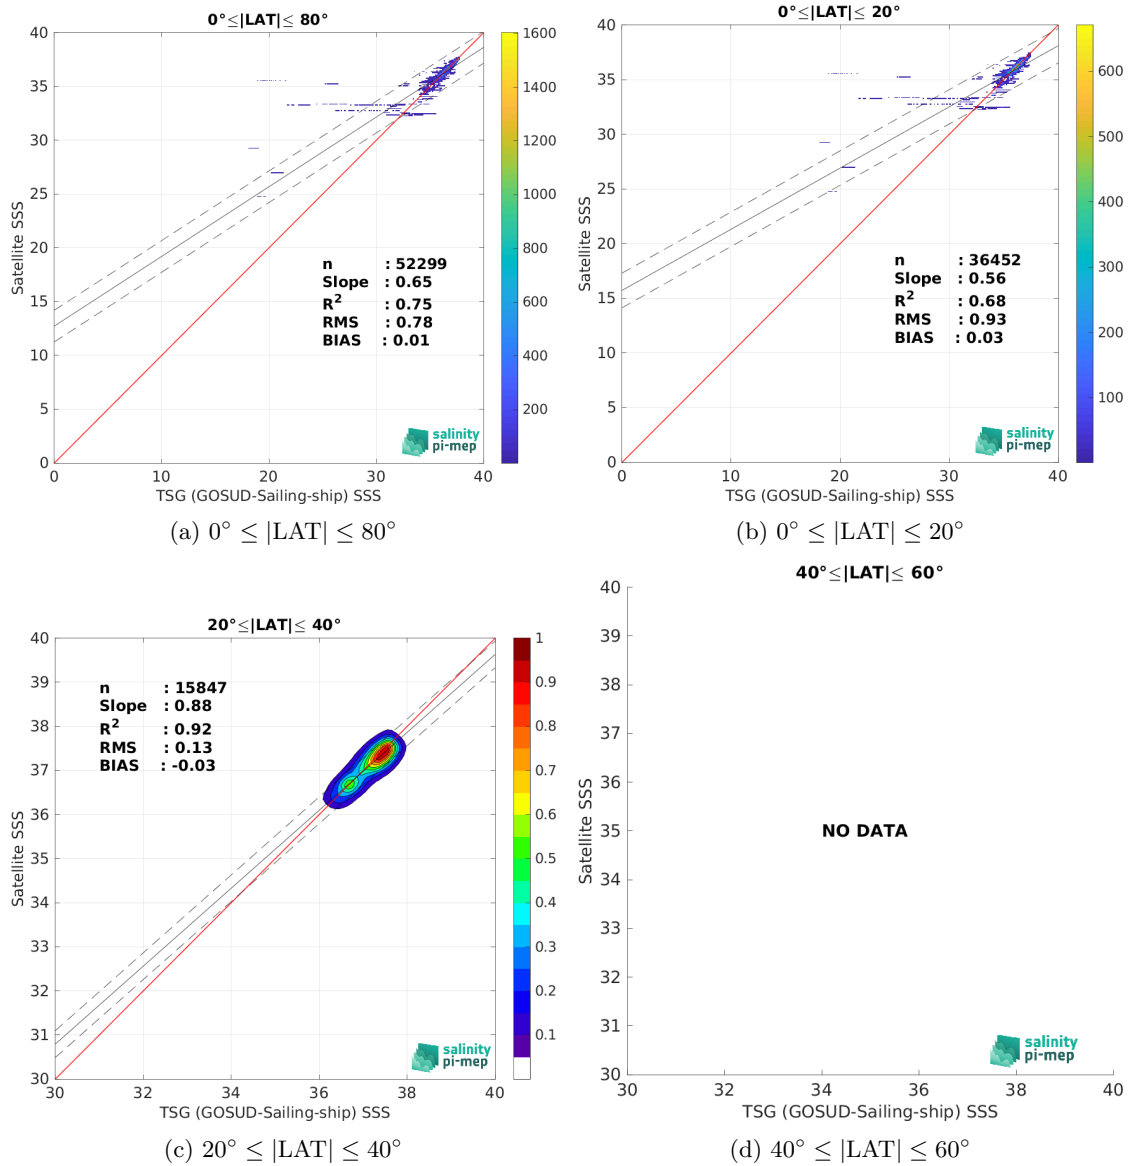 0°≤|LAT|≤ 80°
40
35
30
25
20
15
10
5
0
Satellite SSS
n : 52299
Slope : 0.65
R² : 0.75
RMS : 0.78
BIAS : 0.01
salinity
pi-mep
0 10 20 30 40
TSG (GOSUD-Sailing-ship) SSS
1600
1400
1200
1000
800
600
400
200
(a) 0° ≤ |LAT| ≤ 80°
0°≤|LAT|≤ 20°
40
35
30
25
20
15
10
5
0
Satellite SSS
n : 36452
Slope : 0.56
R² : 0.68
RMS : 0.93
BIAS : 0.03
salinity
pi-mep
0 10 20 30 40
TSG (GOSUD-Sailing-ship) SSS
600
500
400
300
200
100
(b) 0° ≤ |LAT| ≤ 20°
20°≤|LAT|≤ 40°
40
39
38
37
36
35
34
33
32
31
30
Satellite SSS
n : 15847
Slope : 0.88
R² : 0.92
RMS : 0.13
BIAS : -0.03
salinity
pi-mep
30 32 34 36 38 40
TSG (GOSUD-Sailing-ship) SSS
1
0.9
0.8
0.7
0.6
0.5
0.4
0.3
0.2
0.1
(c) 20° ≤ |LAT| ≤ 40°
40°≤|LAT|≤ 60°
40
39
38
37
36
35
34
33
32
31
30
Satellite SSS
NO DATA
salinity
pi-mep
30 32 34 36 38 40
TSG (GOSUD-Sailing-ship) SSS
(d) 40° ≤ |LAT| ≤ 60°